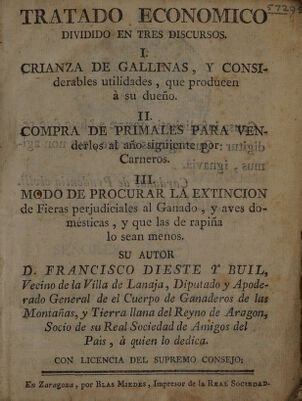 57295
TRATADO ECONOMICO
DIVIDIDO EN TRES DISCURSOS.
I.
CRIANZA DE GALLINAS, Y CONSI-
derables utilidades, que producen
à su dueño.
II.
COMPRA DE PRIMALES PARA VEN-
derlos al año siguiente por
Carneros.
III.
MODO DE PROCURAR LA EXTINCION
de Fieras perjudiciales al Ganado, y aves do-
mésticas, y que las de rapiña
lo sean menos.
SU AUTOR
D. FRANCISCO DIESTE Y BUIL,
Vecino de la Villa de Lanaja, Diputado y Apode-
rado General de el Cuerpo de Ganaderos de las
Montañas, y Tierra llana del Reyno de Aragon,
Socio de su Real Sociedad de Amigos del
Pais, à quien lo dedica.
CON LICENCIA DEL SUPREMO CONSEJO:
En Zaragoza, por BLAS MIEDES, Impresor de la REAL SOCIEDAD.